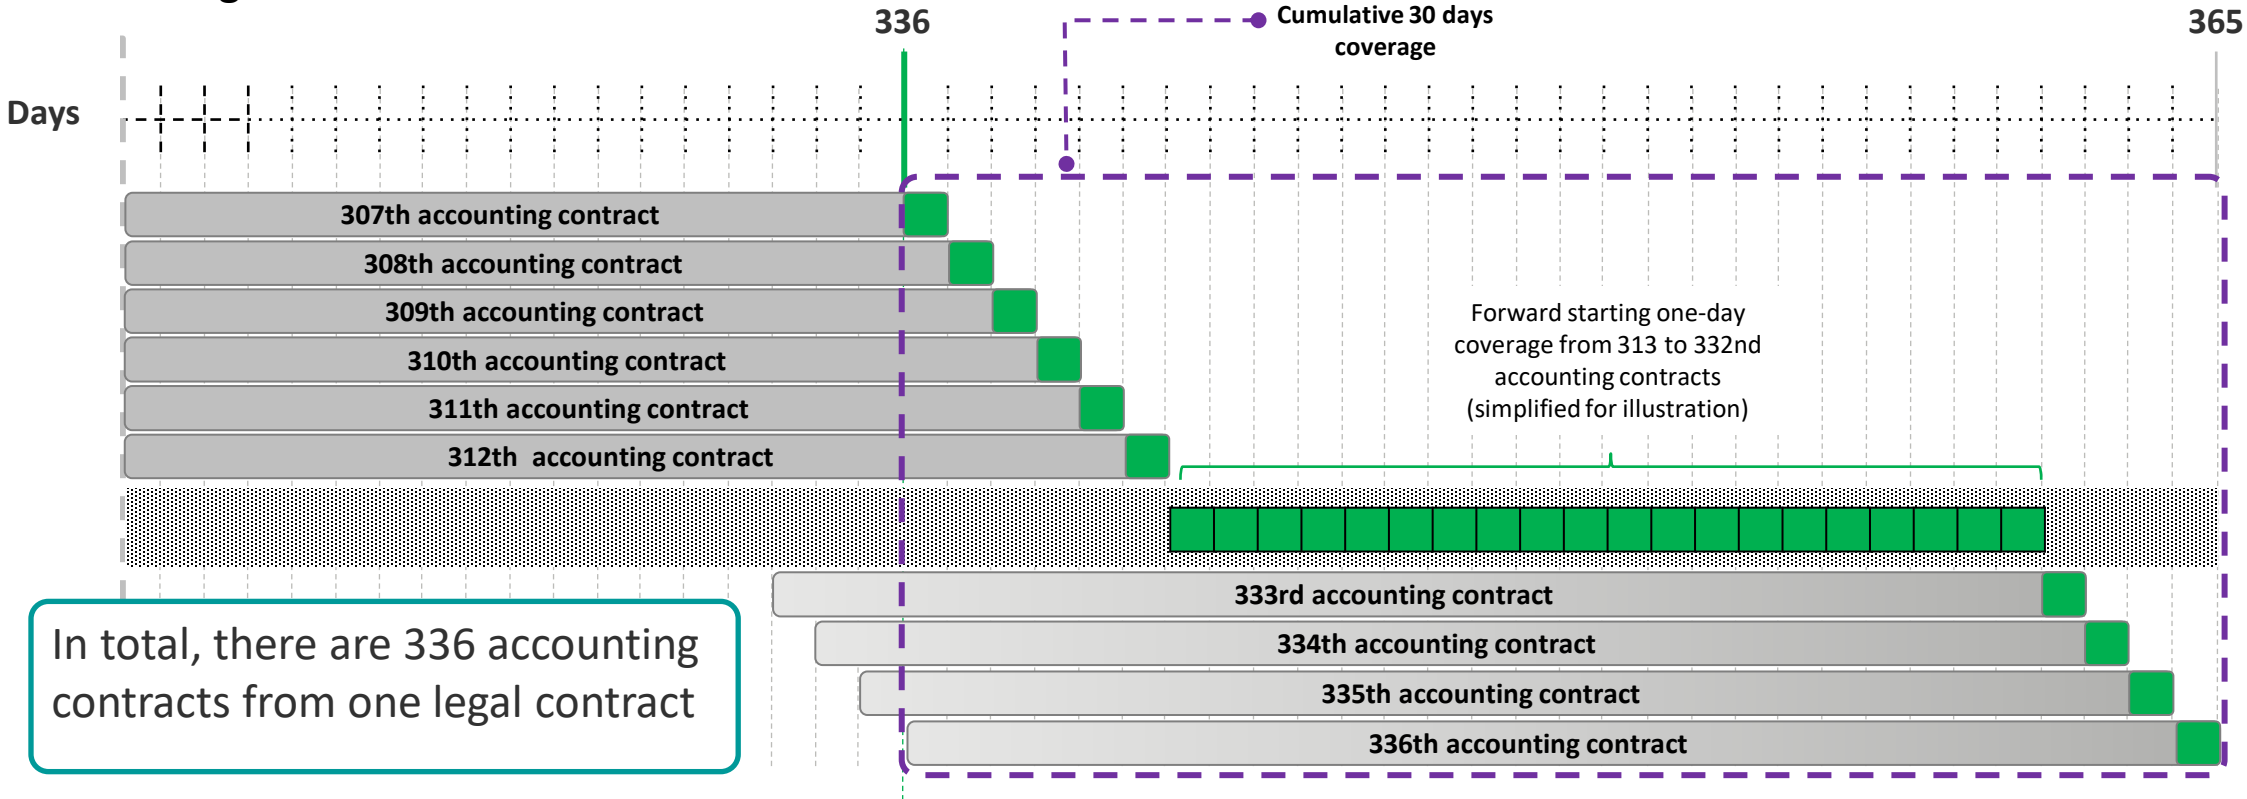 336
Cumulative 30 days
coverage
365
Days
307th accounting contract
308th accounting contract
309th accounting contract
310th accounting contract
311th accounting contract
312th accounting contract
Forward starting one-day
coverage from 313 to 332nd
accounting contracts
(simplified for illustration)
333rd accounting contract
334th accounting contract
335th accounting contract
336th accounting contract
In total, there are 336 accounting
contracts from one legal contract